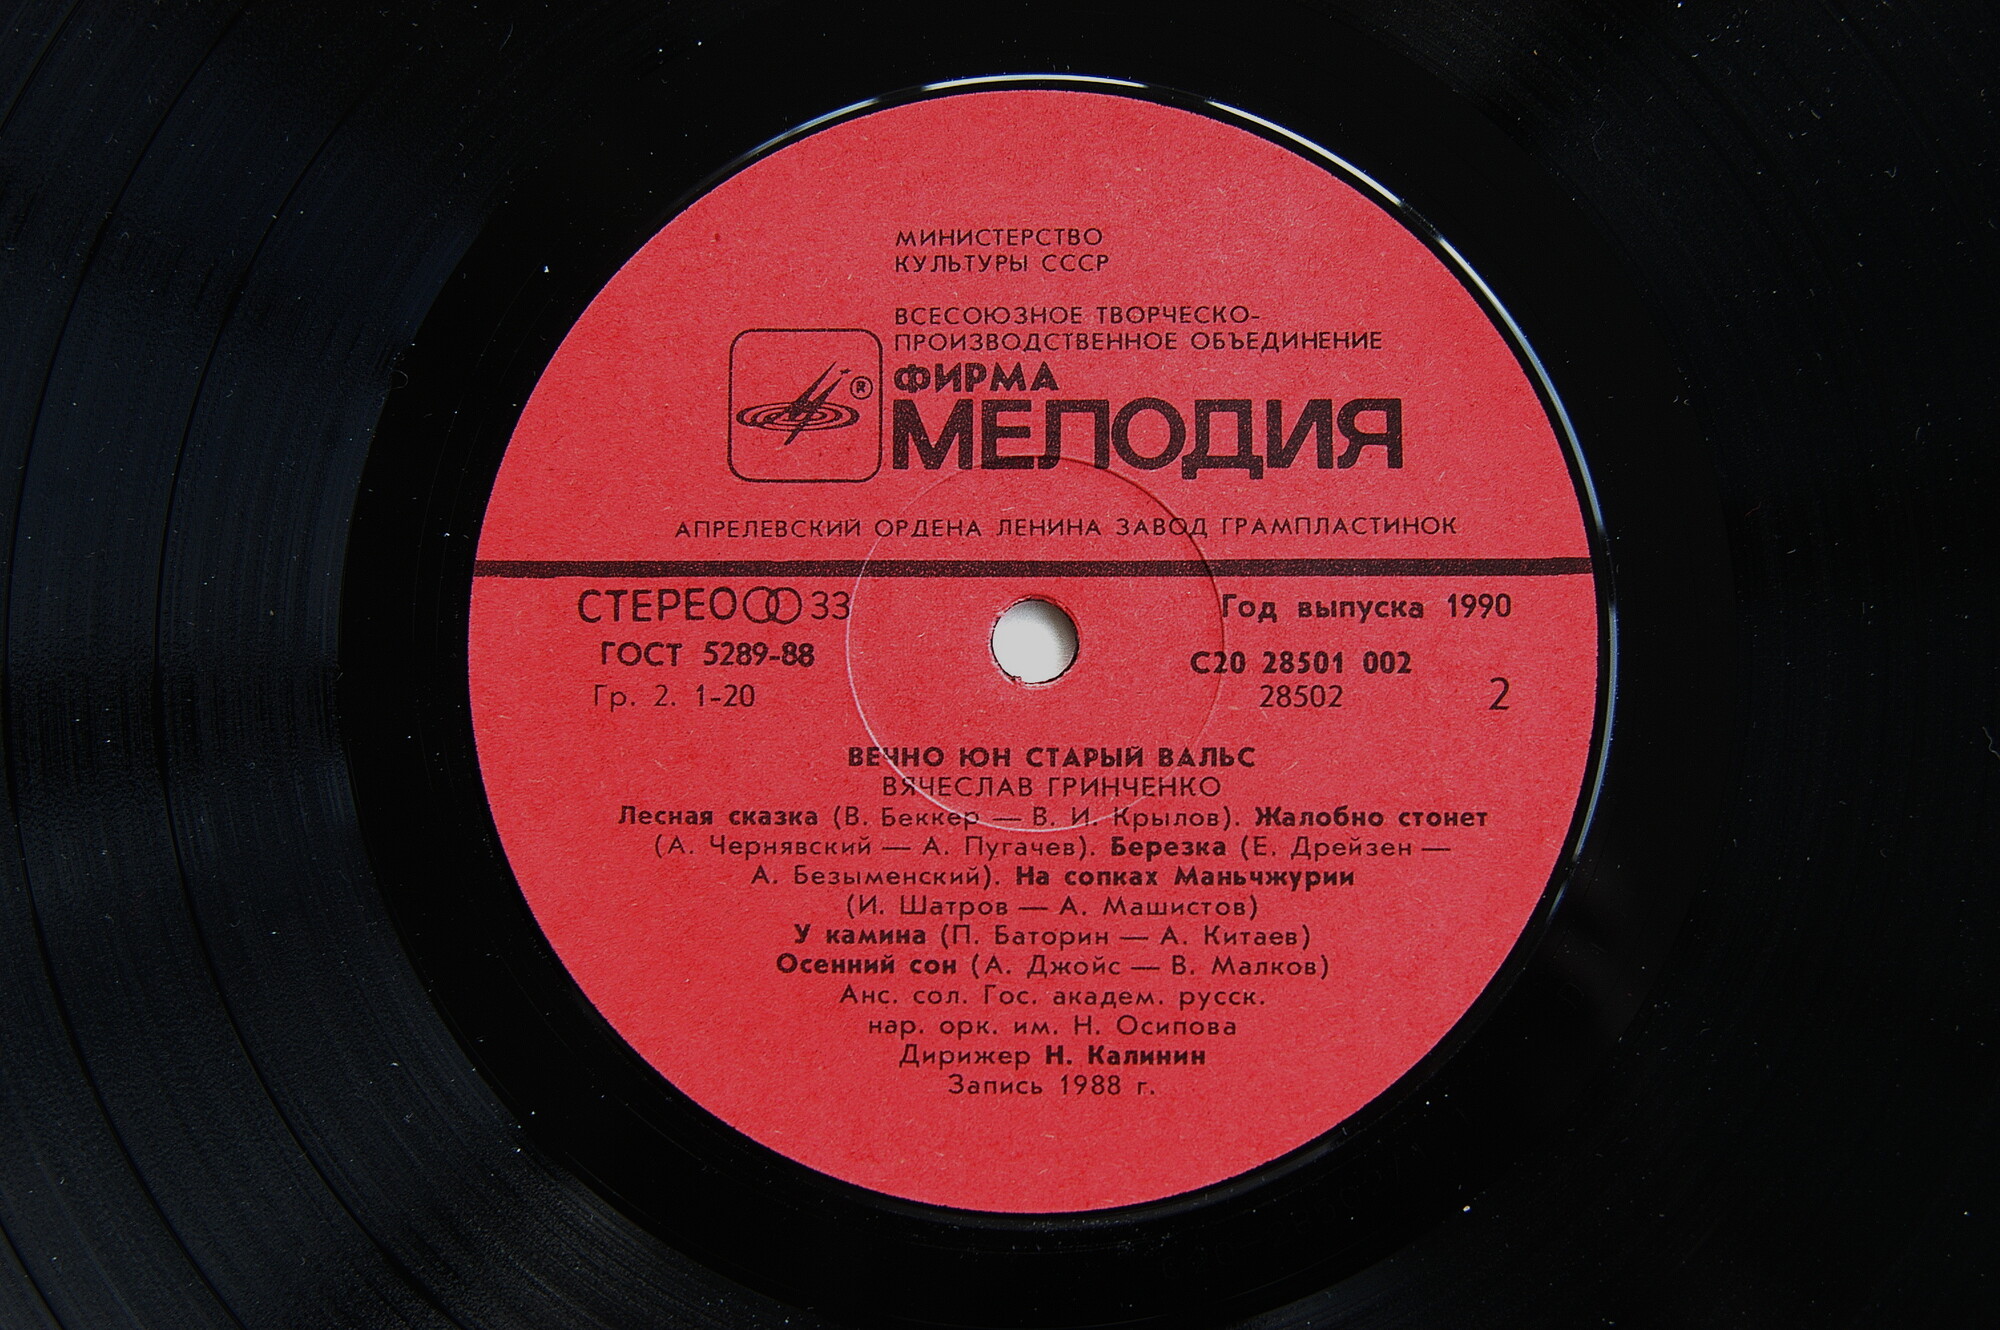 МИНИСТЕРСТВО
КУЛЬТУРЫ СССР
ВСЕСОЮЗНОЕ ТВОРЧЕСКО-
ПРОИЗВОДСТВЕННОЕ ОБЪЕДИНЕНИЕ
ФИРМА
®
МЕЛОДИЯ
АПРЕЛЕВСКИЙ ОРДЕНА ЛЕНИНА ЗАВОД ГРАМПЛАСТИНОК
СТЕРЕО 33 Год выпуска 1990
ГОСТ 5289-88 С20 28501 002
Гр. 2. 1-20 28502 2
ВЕЧНО ЮН СТАРЫЙ ВАЛЬС
ВЯЧЕСЛАВ ГРИНЧЕНКО
Лесная сказка (В. Беккер — В. И. Крылов). Жалобно стонет
(А. Чернявский — А. Пугачев). Березка (Е. Дрейзен —
А. Безыменский). На сопках Маньчжурии
(И. Шатров — А. Машистов)
У камина (П. Баторин — А. Китаев)
Осенний сон (А. Джойс — В. Малков)
Анс. сол. Гос. академ. русск.
нар. орк. им. Н. Осипова
Дирижер Н. Калинин
Запись 1988 г.